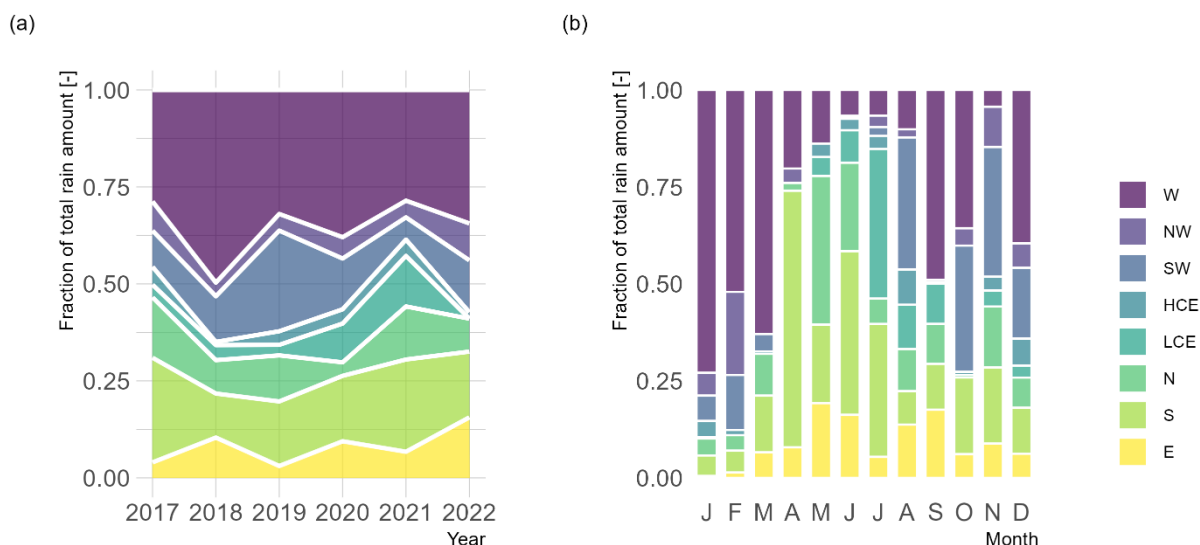 (a)
Fraction of total rain amount [-]
1.00
0.75
0.50
0.25
0.00
2017 2018 2019 2020 2021 2022
Year
(b)
Fraction of total rain amount [-]
1.00
0.75
0.50
0.25
0.00
J F M A M J J A S O N D
Month
W
NW
SW
HCE
LCE
N
S
E